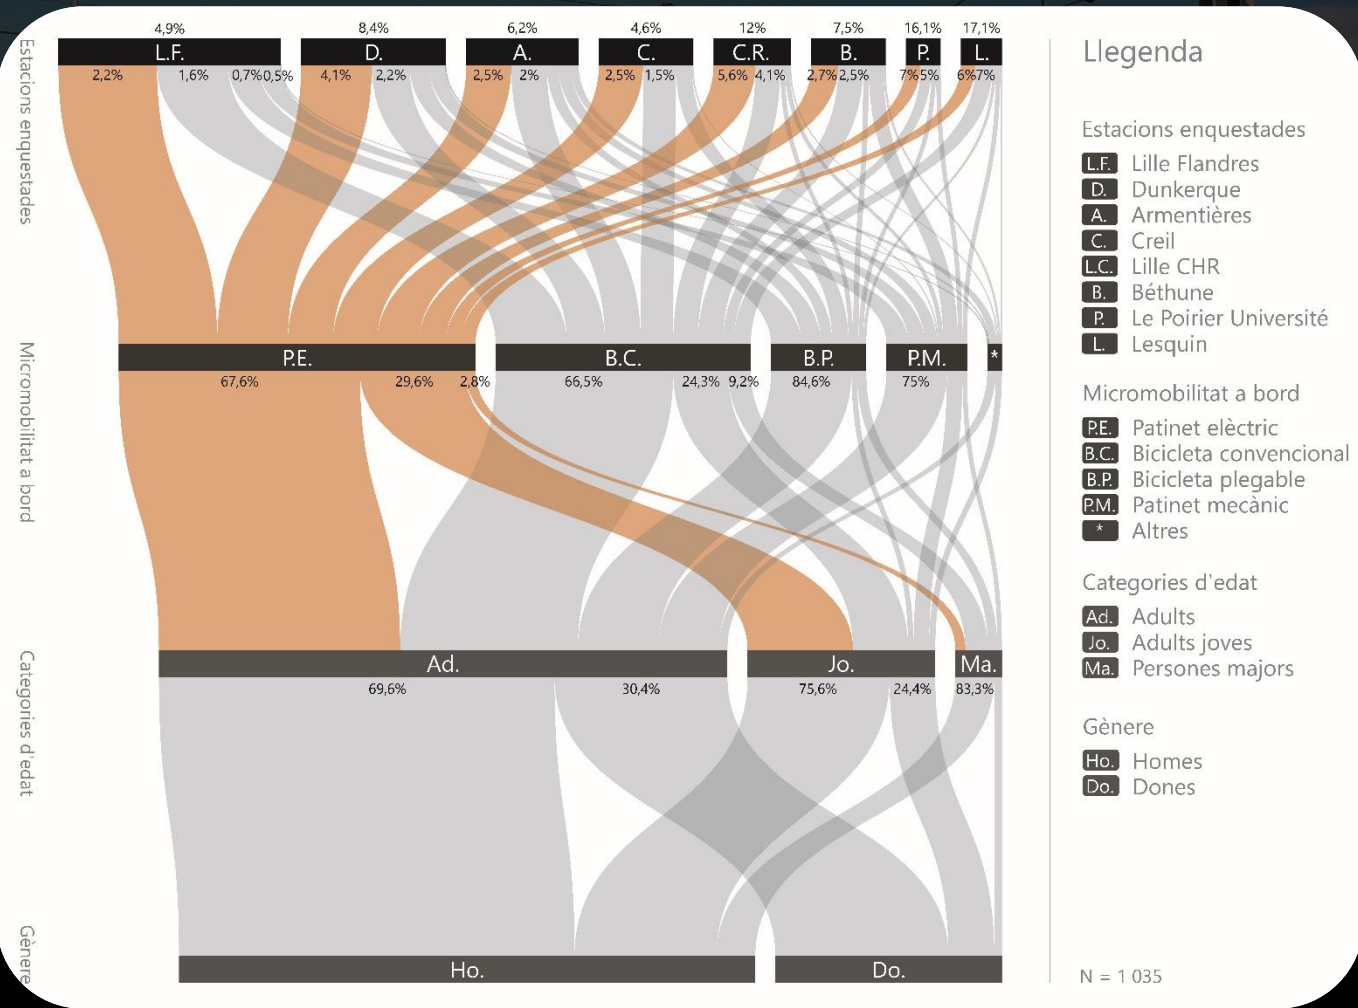 4,9% 8,4% 6,2% 4,6% 12% 7,5% 16,1% 17,1%
L.F. D. A. C. C.R. B. P. L.
2,2% 1,6% 0,7% 0,5% 4,1% 2,2% 2,5% 2% 2,5% 1,5% 5,6% 4,1% 2,7% 2,5% 7% 5% 6% 7%
Estacions enquestades
P.E. B.C. B.P. P.M. *
67,6% 29,6% 2,8% 66,5% 24,3% 9,2% 84,6% 75%
Micromobilitat a bord
Ad. Jo. Ma.
69,6% 30,4% 75,6% 24,4% 83,3%
Categories d'edat
Ho. Do.
Gènere
Llegenda
Estacions enquestades
L.F. Lille Flandres
D. Dunkerque
A. Armentières
C. Creil
L.C. Lille CHR
B. Béthune
P. Le Poirier Université
L. Lesquin
Micromobilitat a bord
P.E. Patinet elèctric
B.C. Bicicleta convencional
B.P. Bicicleta plegable
P.M. Patinet mecànic
* Altres
Categories d'edat
Ad. Adults
Jo. Adults joves
Ma. Persones majors
Gènere
Ho. Homes
Do. Dones
N = 1 035